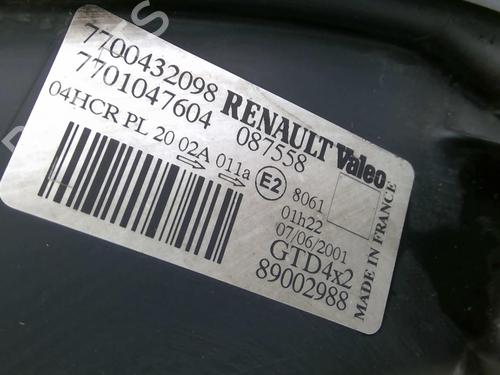 7700432098 RENAULT Valeo
7701047604 087558
04HCR PL 20 02A 011a E2 8061
01h22
07/06/2001
GTD4x2
89002988
MADE IN FRANCE